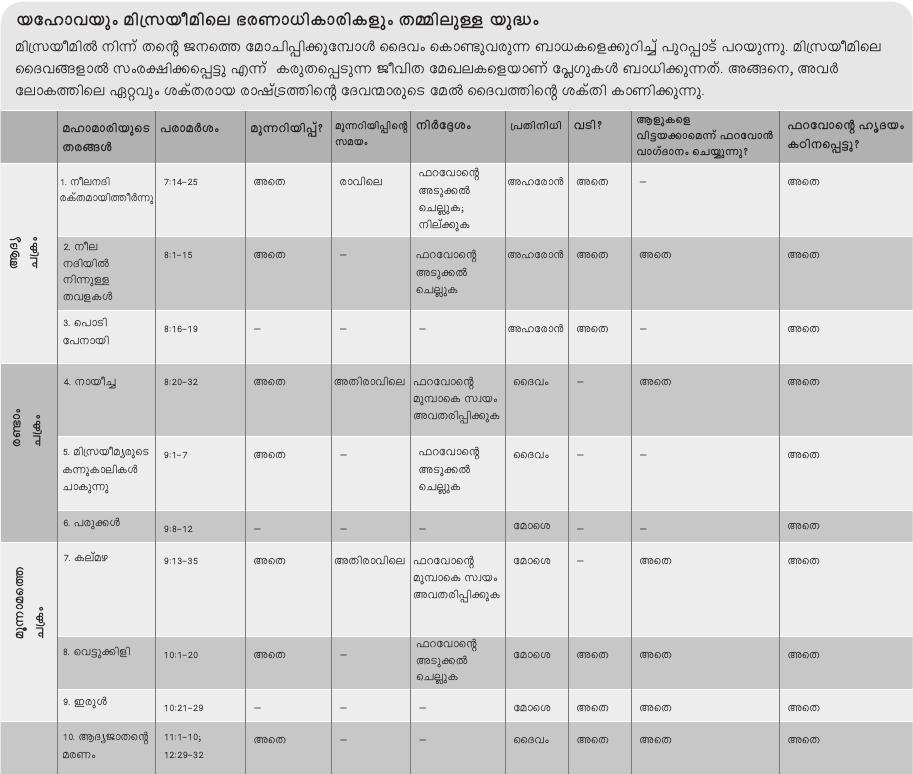 യഹോവയും മിസ്രയീമിലെ ഭരണാധികാരികളും തമ്മിലുള്ള യുദ്ധം
മിസ്രയീമിൽ നിന്ന് തന്റെ ജനത്തെ മോചിപ്പിക്കുമ്പോൾ ദൈവം കൊണ്ടുവരുന്ന ബാധകളെക്കുറിച്ച് പുറപ്പാട് പറയുന്നു. മിസ്രയീമിലെ
ദൈവങ്ങളാൽ സംരക്ഷിക്കപ്പെട്ടു എന്ന് കരുതപ്പെടുന്ന ജീവിത മേഖലകളെയാണ് പ്ലേഗുകൾ ബാധിക്കുന്നത്. അങ്ങനെ, അവർ
ലോകത്തിലെ ഏറ്റവും ശക്തരായ രാഷ്ട്രത്തിന്റെ ദേവന്മാരുടെ മേൽ ദൈവത്തിന്റെ ശക്തി കാണിക്കുന്നു.
മഹാമാരിയുടെ തരങ്ങൾ പരാമർശം മുന്നറിയിപ്പ്? മുന്നറിയിപ്പിന്റെ സമയം നിർദ്ദേശം പ്രതിനിധി വടി? ആളുകളെ വിട്ടയക്കാമെന്ന് ഫറവോൻ വാഗ്ദാനം ചെയ്യുന്നു? ഫറവോന്റെ ഹൃദയം കഠിനപ്പെട്ടു?
ആദ്യ ചക്രം
1. നീലനദി രക്തമായിത്തീർന്നു 7:14–25 അതെ രാവിലെ ഫറവോന്റെ അടുക്കൽ ചെല്ലുക; നില്ക്കുക അഹരോൻ അതെ – അതെ
2. നീല നദിയിൽ നിന്നുള്ള തവളകൾ 8:1–15 അതെ – ഫറവോന്റെ അടുക്കൽ ചെല്ലുക അഹരോൻ അതെ അതെ അതെ
3. പൊടി പേനായി 8:16–19 – – – അഹരോൻ അതെ – അതെ
രണ്ടാം ചക്രം
4. നായീച്ച 8:20–32 അതെ അതിരാവിലെ ഫറവോന്റെ മുമ്പാകെ സ്വയം അവതരിപ്പിക്കുക ദൈവം – അതെ അതെ
5. മിസ്രയീമ്യരുടെ കന്നുകാലികൾ ചാകുന്നു 9:1–7 അതെ – ഫറവോന്റെ അടുക്കൽ ചെല്ലുക ദൈവം – – അതെ
6. പരുക്കൾ 9:8–12 – – – മോശെ – – അതെ
മൂന്നാമത്തെ ചക്രം
7. കല്മഴ 9:13–35 അതെ അതിരാവിലെ ഫറവോന്റെ മുമ്പാകെ സ്വയം അവതരിപ്പിക്കുക മോശെ – അതെ അതെ
8. വെട്ടുക്കിളി 10:1–20 അതെ – ഫറവോന്റെ അടുക്കൽ ചെല്ലുക മോശെ അതെ അതെ അതെ
9. ഇരുൾ 10:21–29 – – – മോശെ അതെ അതെ അതെ
10. ആദ്യജാതന്റെ മരണം 11:1–10; 12:29–32 അതെ – – ദൈവം അതെ അതെ അതെ